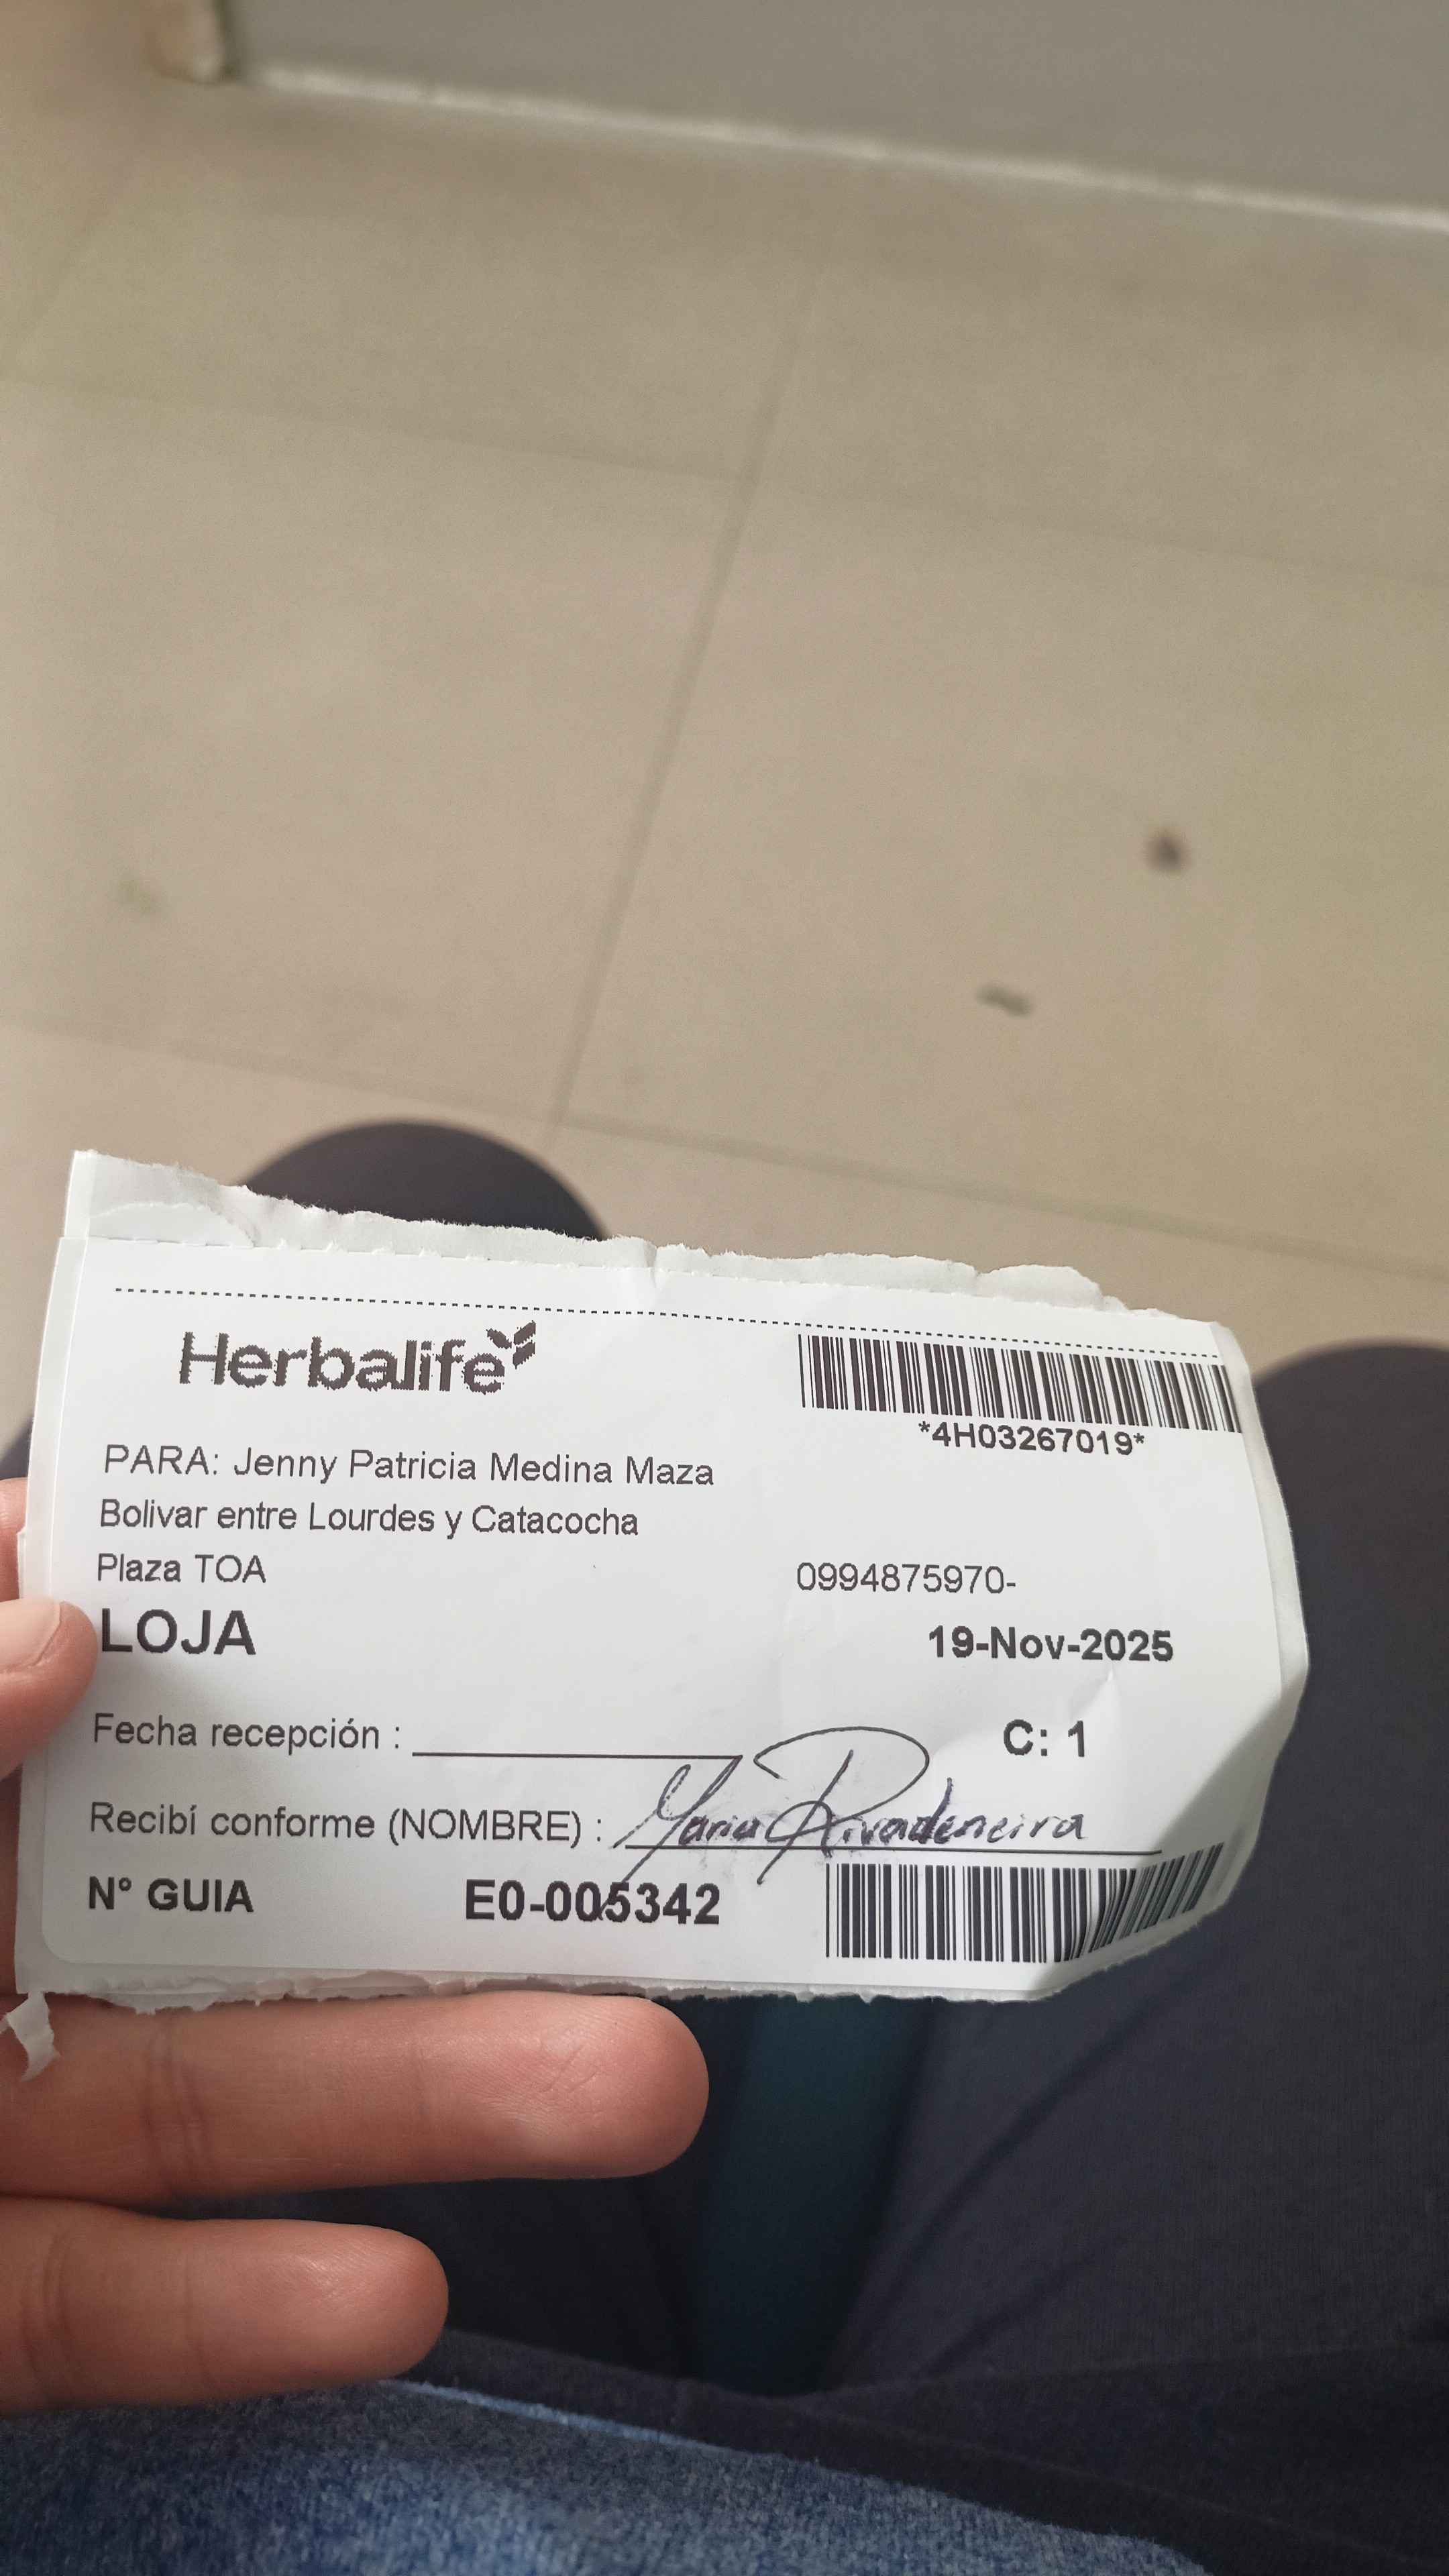 Herbalife
*4H03267019*
PARA: Jenny Patricia Medina Maza
Bolivar entre Lourdes y Catacocha
Plaza TOA 0994875970-
LOJA 19-Nov-2025
Fecha recepción : C: 1
Recibí conforme (NOMBRE) : Maria Rivadeneira
N° GUIA E0-005342